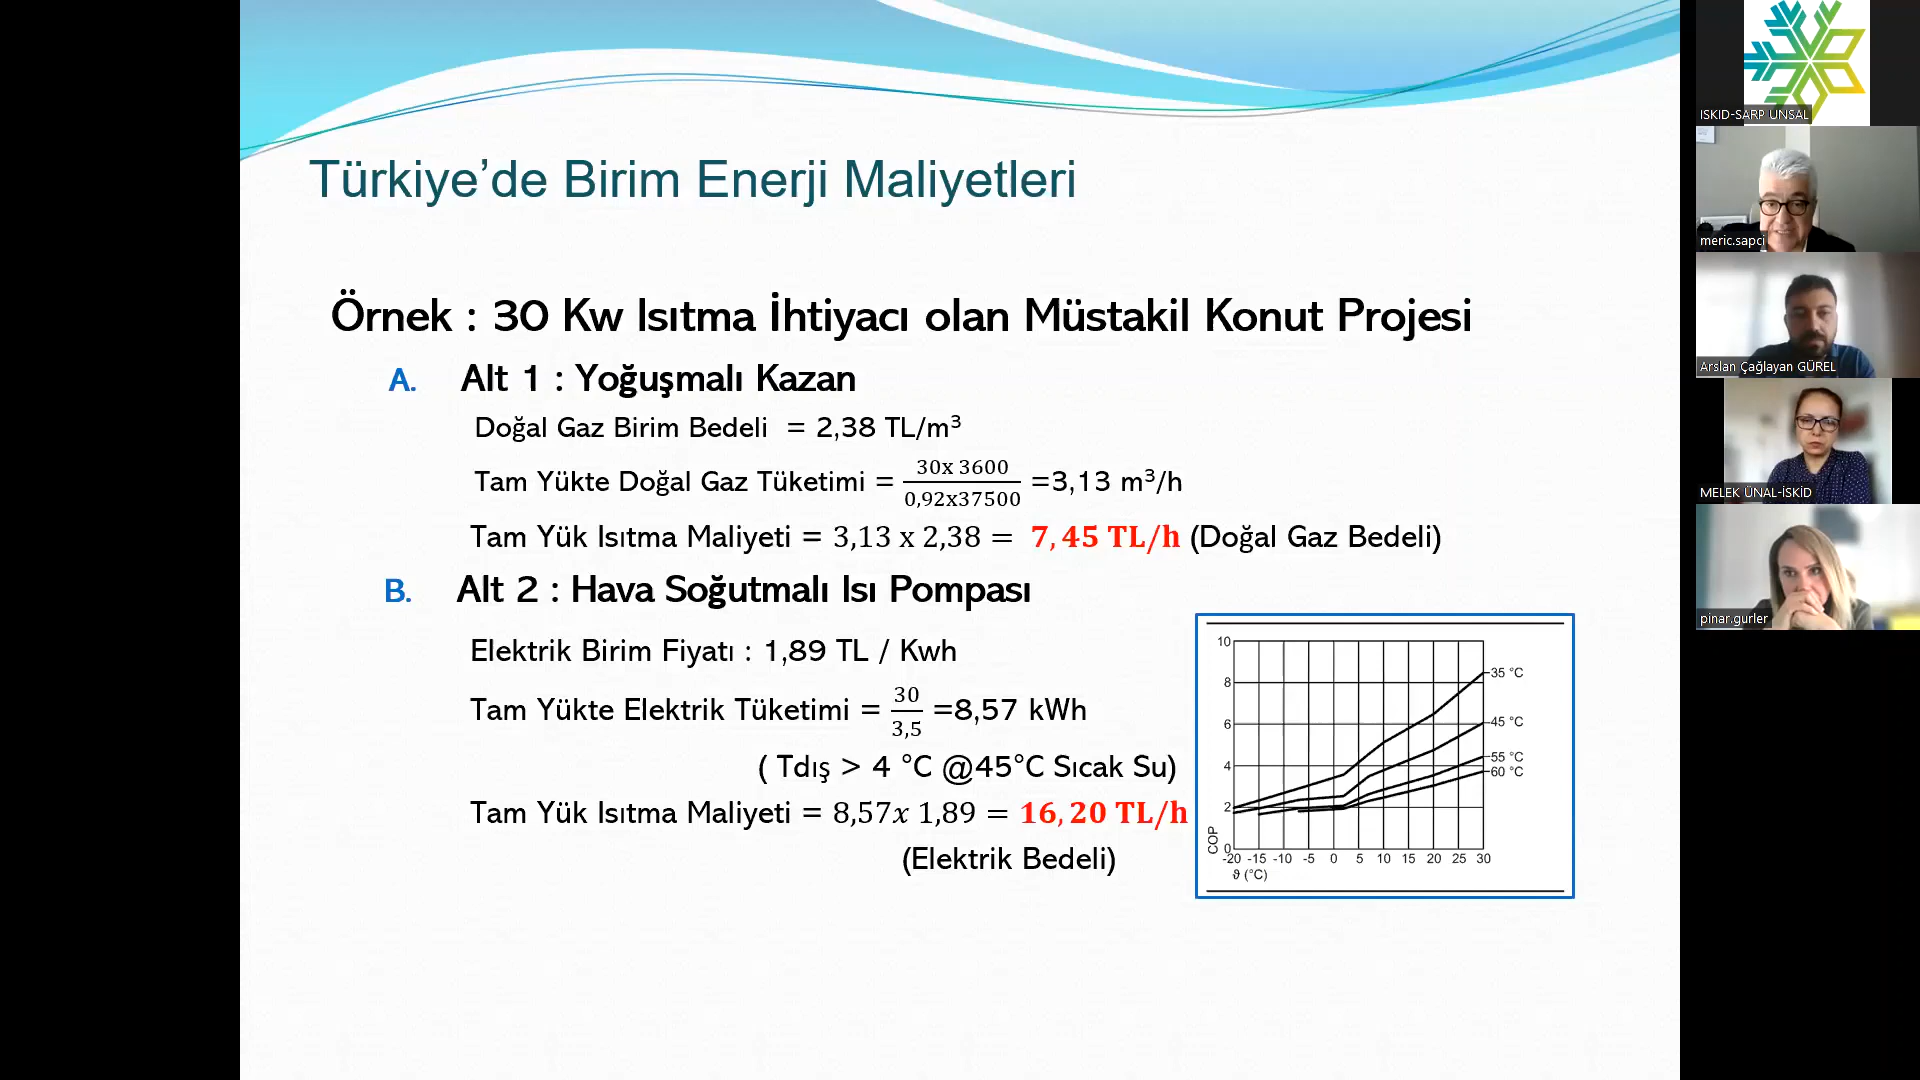 Türkiye’de Birim Enerji Maliyetleri
Örnek : 30 Kw Isıtma İhtiyacı olan Müstakil Konut Projesi
A. Alt 1 : Yoğuşmalı Kazan
Doğal Gaz Birim Bedeli = 2,38 TL/m³
Tam Yükte Doğal Gaz Tüketimi = 30x 3600 / 0,92x37500 =3,13 m³/h
Tam Yük Isıtma Maliyeti = 3,13 x 2,38 = 7,45 TL/h (Doğal Gaz Bedeli)
B. Alt 2 : Hava Soğutmalı Isı Pompası
Elektrik Birim Fiyatı : 1,89 TL / Kwh
Tam Yükte Elektrik Tüketimi = 30 / 3,5 =8,57 kWh
( Tdış > 4 °C @45°C Sıcak Su)
Tam Yük Isıtma Maliyeti = 8,57x 1,89 = 16,20 TL/h
(Elektrik Bedeli)
10
8
6
4
2
0
COP
-20 -15 -10 -5 0 5 10 15 20 25 30
ϑ (°C)
35 °C
45 °C
55 °C
60 °C
ISKID-SARP ÜNSAL
meric.sapci
Arslan Çağlayan GÜREL
MELEK ÜNAL-İSKİD
pinar.gurler